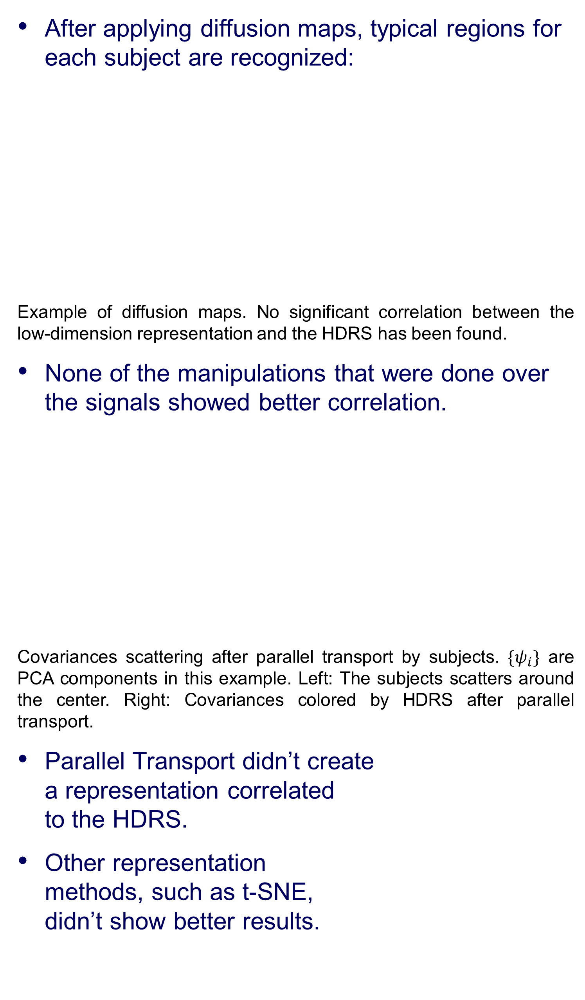 • After applying diffusion maps, typical regions for
each subject are recognized:
Example of diffusion maps. No significant correlation between the
low-dimension representation and the HDRS has been found.
• None of the manipulations that were done over
the signals showed better correlation.
Covariances scattering after parallel transport by subjects. {ψᵢ} are
PCA components in this example. Left: The subjects scatters around
the center. Right: Covariances colored by HDRS after parallel
transport.
• Parallel Transport didn’t create
a representation correlated
to the HDRS.
• Other representation
methods, such as t-SNE,
didn’t show better results.